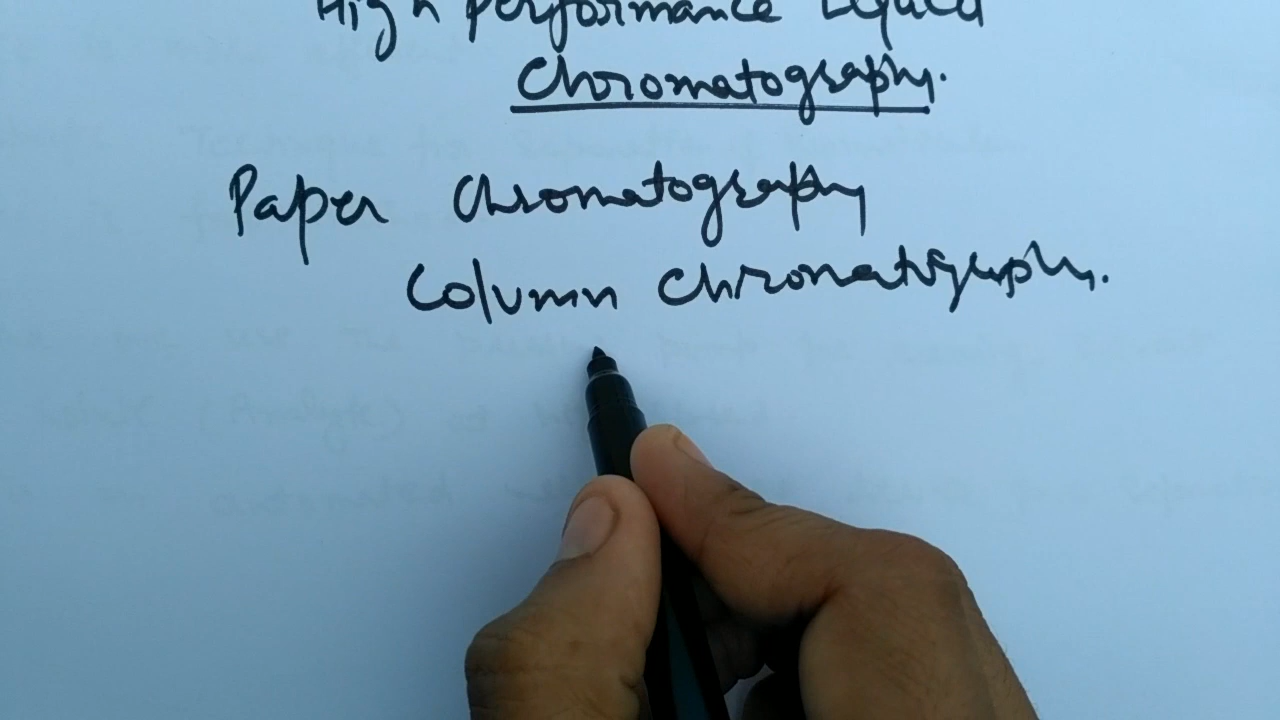 High Performance Liquid
Chromatography.
Paper Chromatography
Column Chromatography.